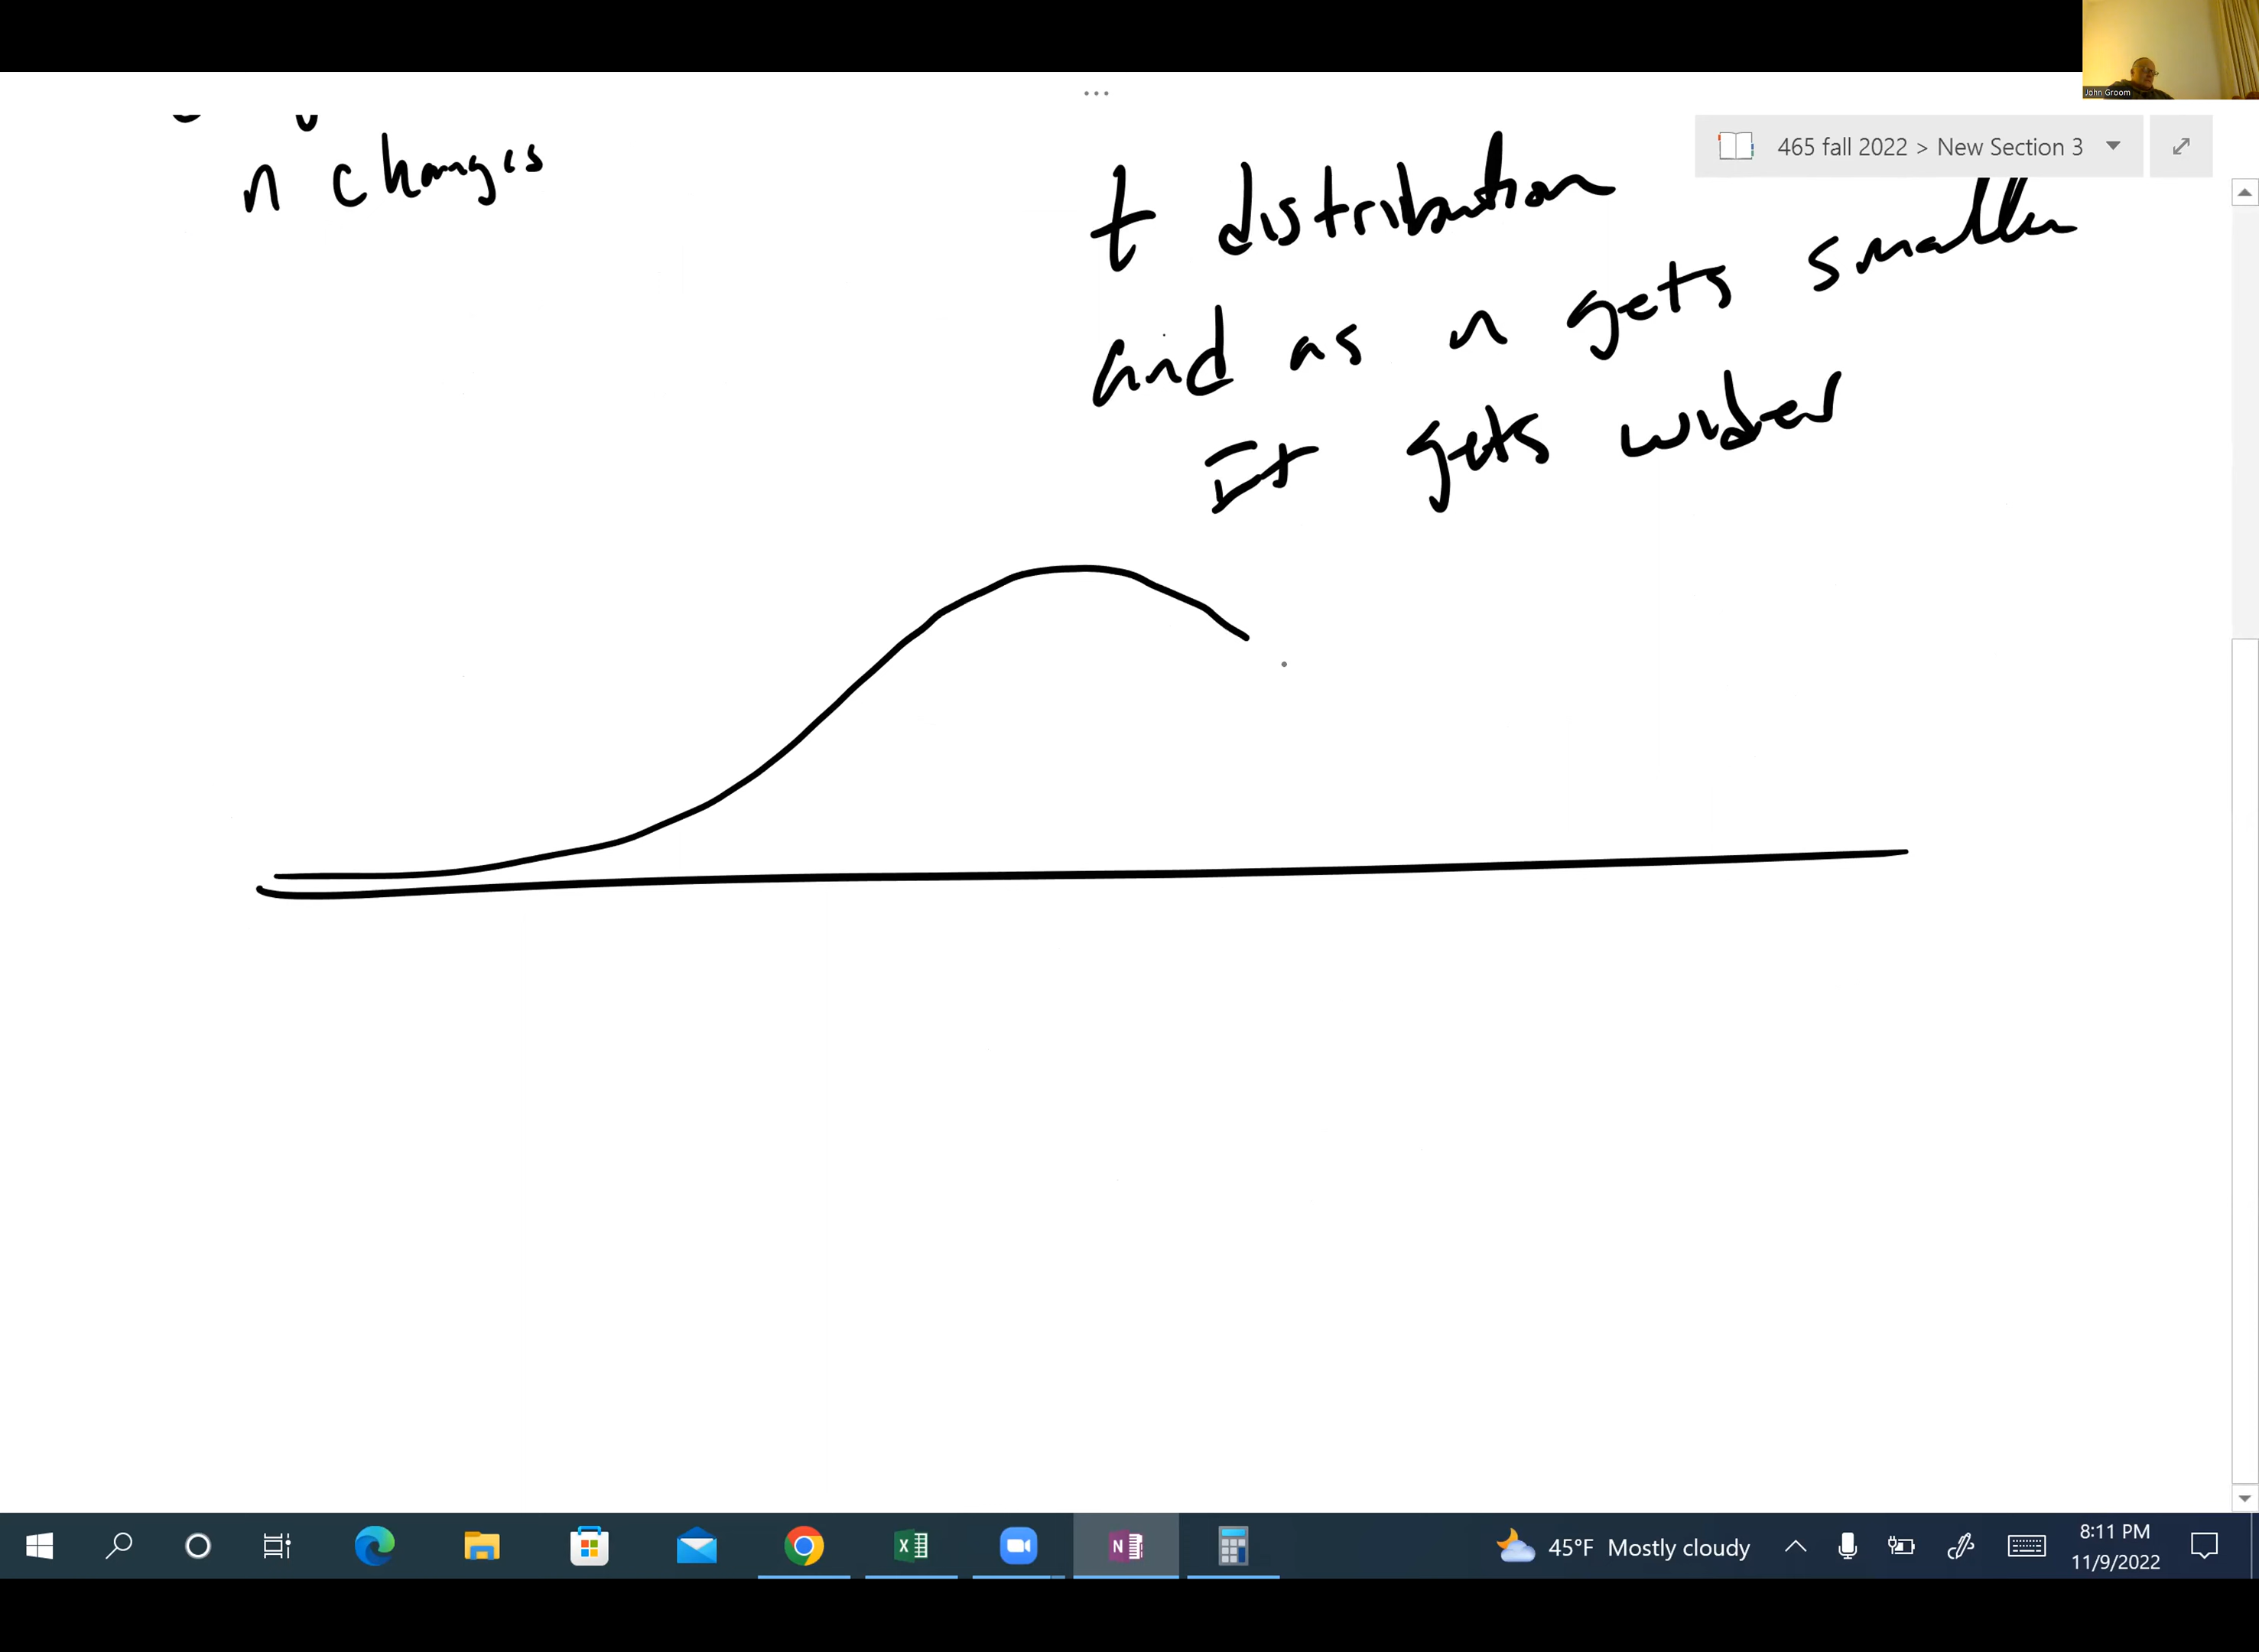 John Groom
465 fall 2022 > New Section 3
n changes
t distribution
and as n gets smaller
It gets wider
45°F Mostly cloudy
8:11 PM
11/9/2022